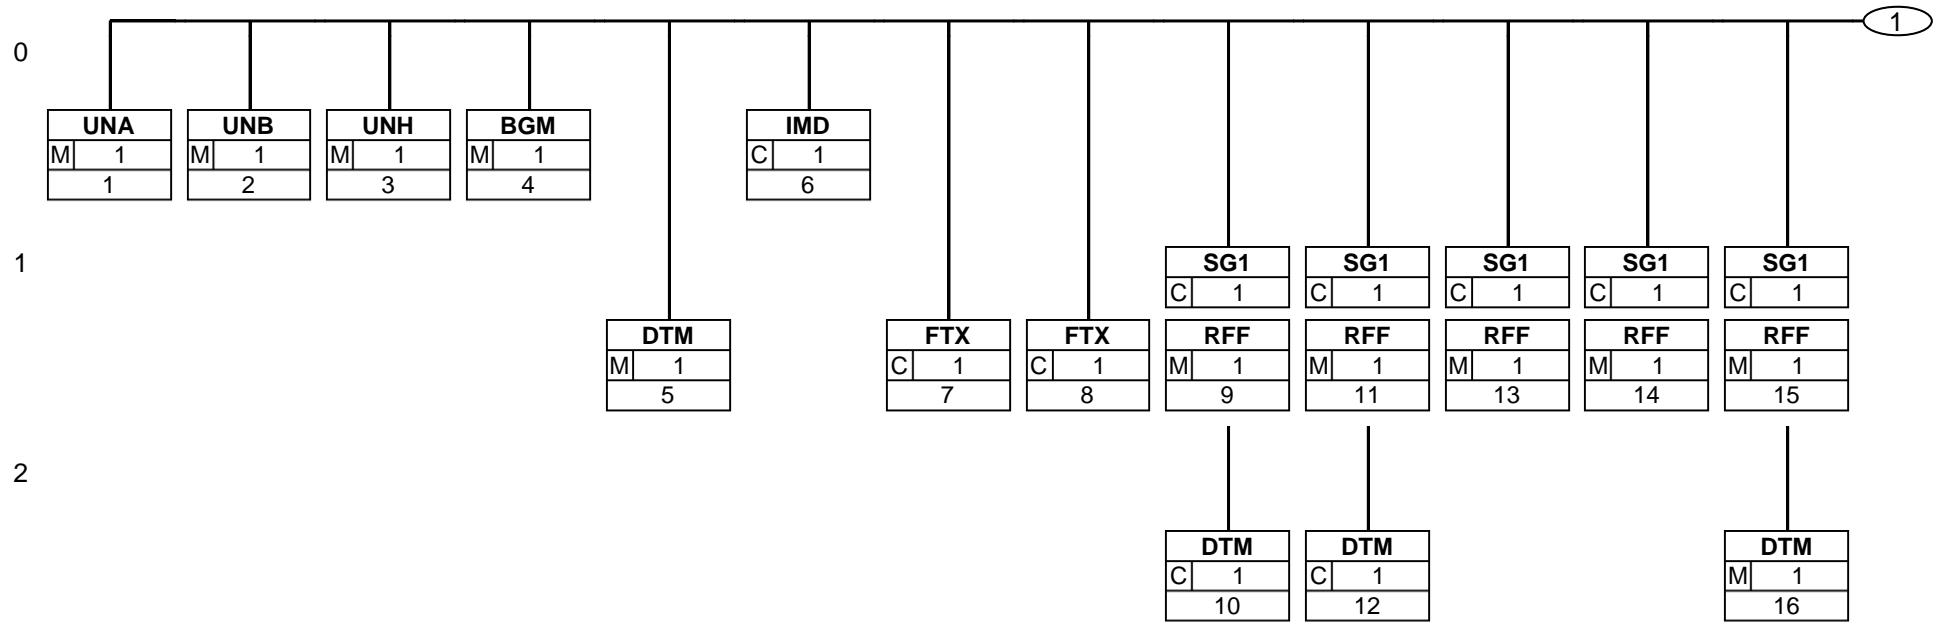 1
0
UNA UNB UNH BGM IMD
M 1 M 1 M 1 M 1 C 1
1 2 3 4 6
1
SG1 SG1 SG1 SG1 SG1
C 1 C 1 C 1 C 1 C 1
DTM FTX FTX RFF RFF RFF RFF RFF
M 1 C 1 C 1 M 1 M 1 M 1 M 1 M 1
5 7 8 9 11 13 14 15
2
DTM DTM DTM
C 1 C 1 M 1
10 12 16